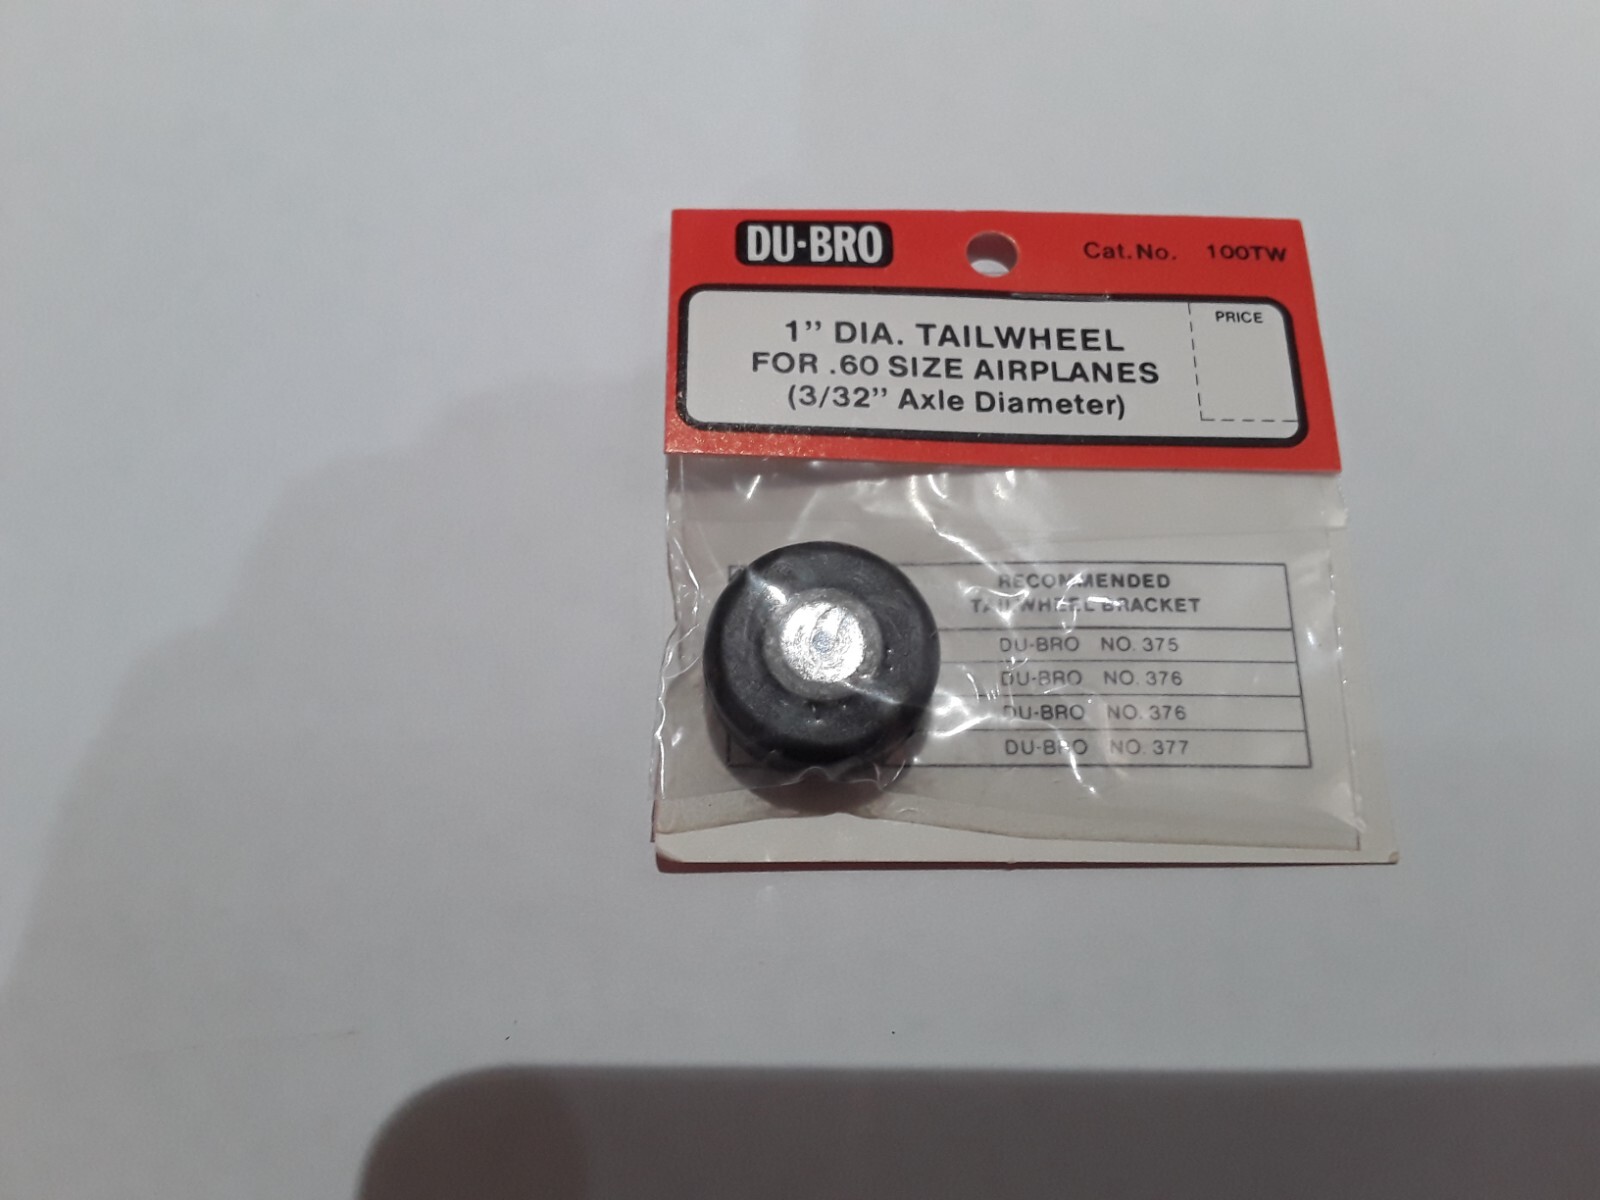 DU-BRO
Cat.No. 100TW
1” DIA. TAILWHEEL
FOR .60 SIZE AIRPLANES
(3/32” Axle Diameter)
PRICE
RECOMMENDED
TAILWHEEL BRACKET
DU-BRO NO. 375
DU-BRO NO. 376
DU-BRO NO. 376
DU-BRO NO. 377